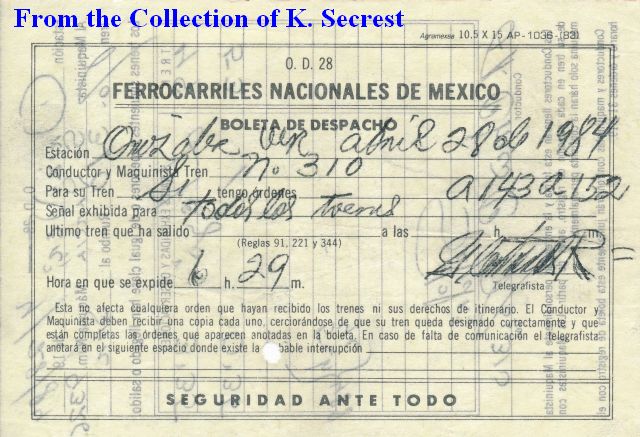 From the Collection of K. Secrest
Agramexsa 10.5 X 15 AP-1036-(83)
O. D. 28
FERROCARRILES NACIONALES DE MEXICO
BOLETA DE DESPACHO
Estación Orizaba Ver abril 28 de 1984
Conductor y Maquinista Tren No 310
Para su Tren Si tengo órdenes a 143 a 152
Señal exhibida para todos los trenes
Ultimo tren que ha salido a las h. m.
(Reglas 91, 221 y 344)
Hora en que se expide 6 h. 29 m.
Telegrafista
Esta no afecta cualquiera orden que hayan recibido los trenes ni sus derechos de itinerario. El Conductor y
Maquinista deben recibir una copia cada uno, cerciorándose de que su tren queda designado correctamente y que
están completas las órdenes que aparecen anotadas en la boleta. En caso de falta de comunicación el telegrafista
anotará en el siguiente espacio donde existe la bable interrupción
SEGURIDAD ANTE TODO